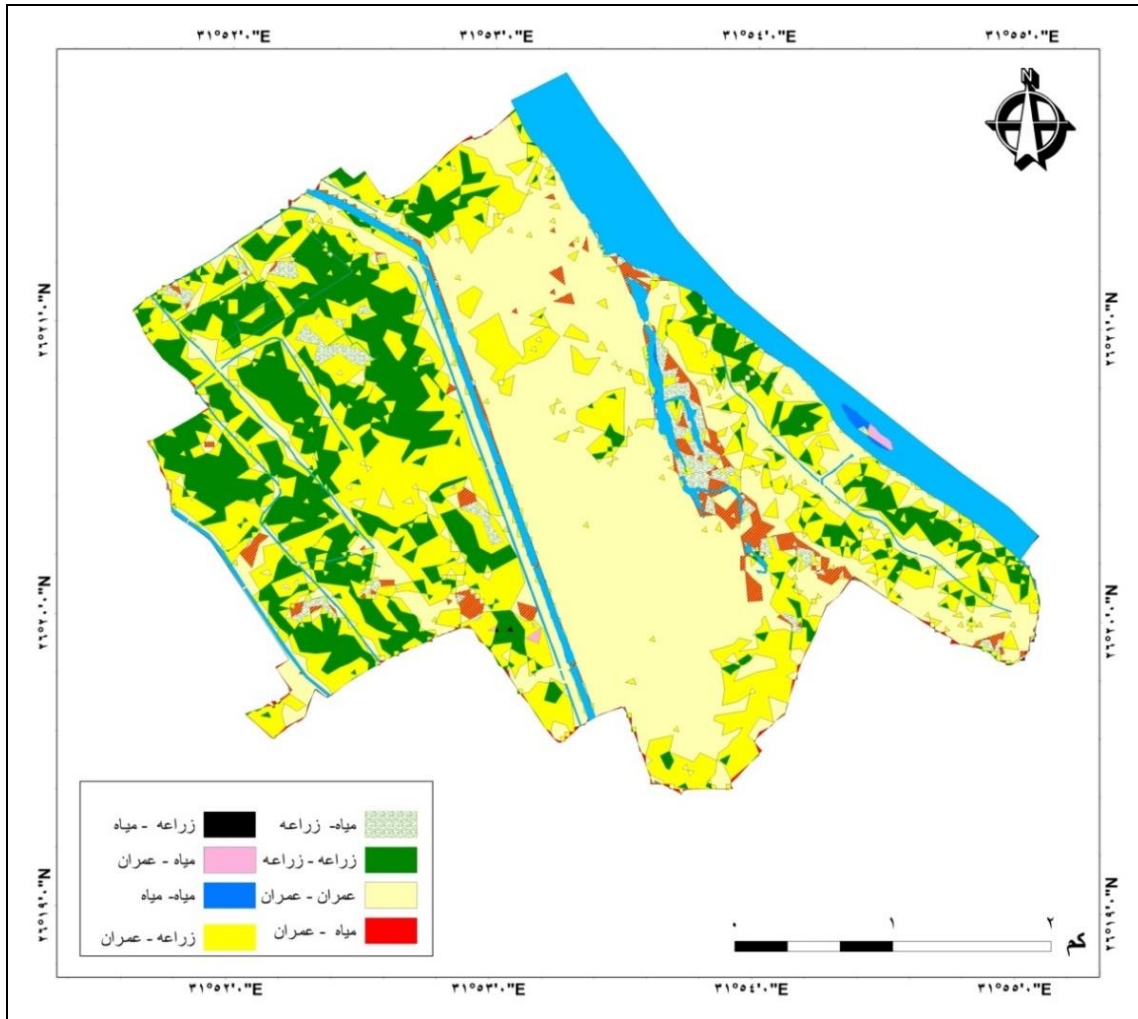 ٣١°٥٢'٠"E ٣١°٥٣'٠"E ٣١°٥٤'٠"E ٣١°٥٥'٠"E
N
مياه- زراعه زراعه - مياه
زراعه - زراعه مياه - عمران
عمران - عمران مياه- مياه
مياه - عمران زراعه - عمران
٠ ١ ٢
كم
٣١°٥٢'٠"E ٣١°٥٣'٠"E ٣١°٥٤'٠"E ٣١°٥٥'٠"E